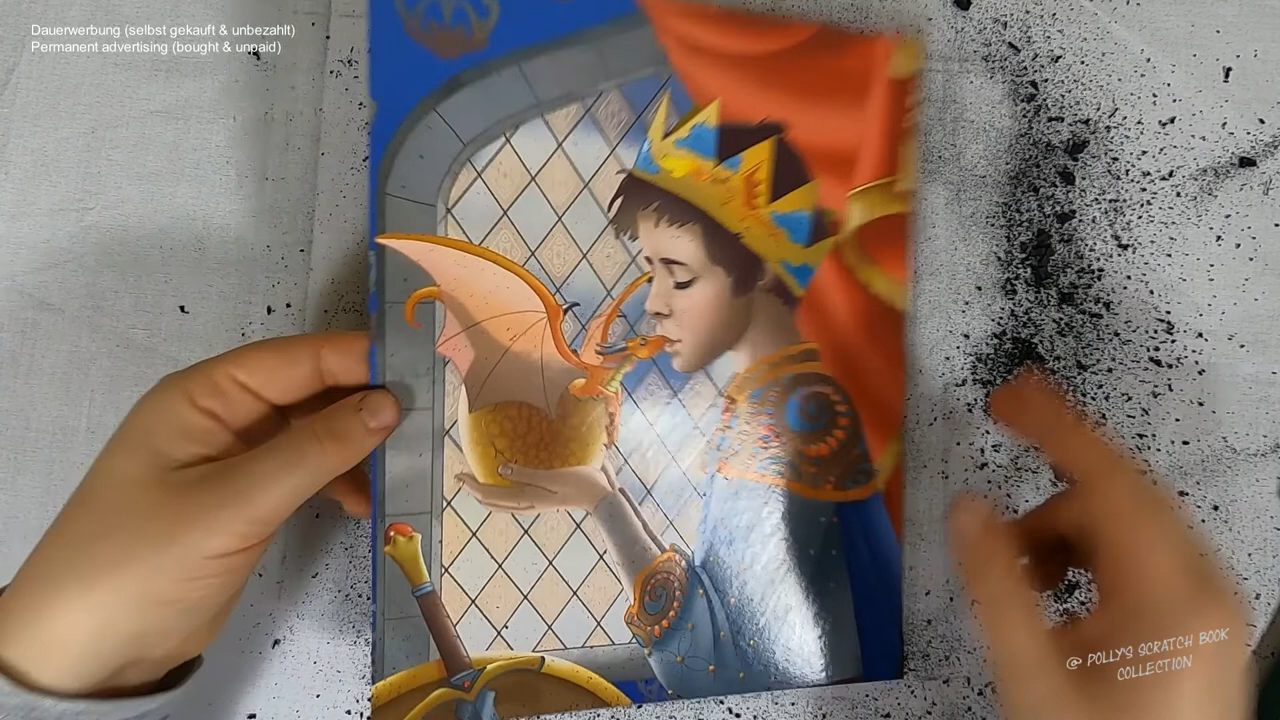 Dauerwerbung (selbst gekauft & unbezahlt)
Permanent advertising (bought & unpaid)
@ POLLY'S SCRATCH BOOK
COLLECTION